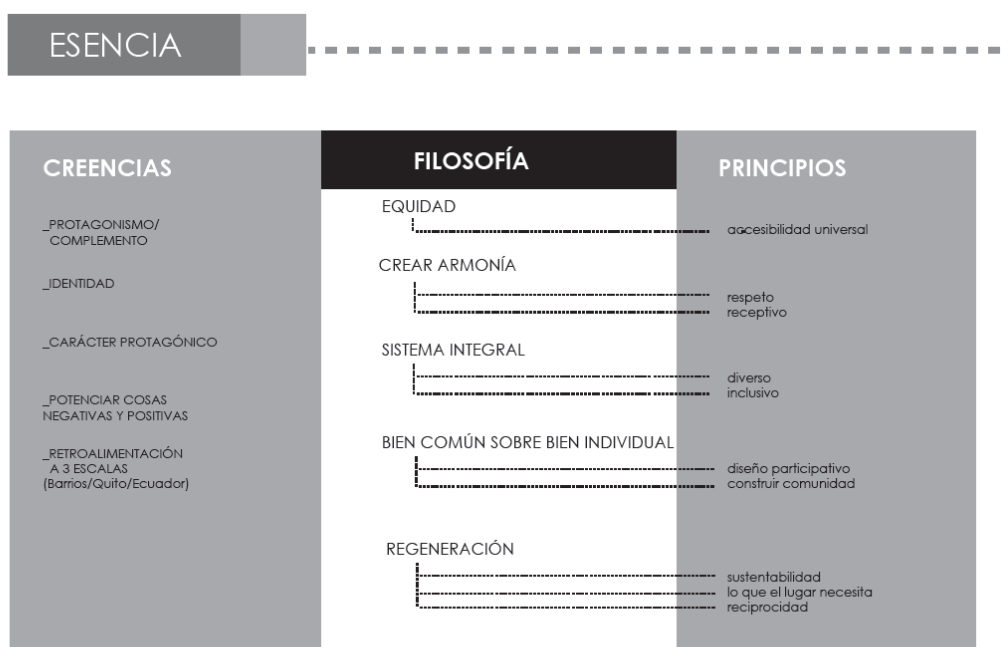 ESENCIA
CREENCIAS
_PROTAGONISMO/
COMPLEMENTO
_IDENTIDAD
_CARÁCTER PROTAGÓNICO
_POTENCIAR COSAS
NEGATIVAS Y POSITIVAS
_RETROALIMENTACIÓN
A 3 ESCALAS
(Barrios/Quito/Ecuador)
FILOSOFÍA
EQUIDAD
CREAR ARMONÍA
SISTEMA INTEGRAL
BIEN COMÚN SOBRE BIEN INDIVIDUAL
REGENERACIÓN
PRINCIPIOS
accesibilidad universal
respeto
receptivo
diverso
inclusivo
diseño participativo
construir comunidad
sustentabilidad
lo que el lugar necesita
reciprocidad